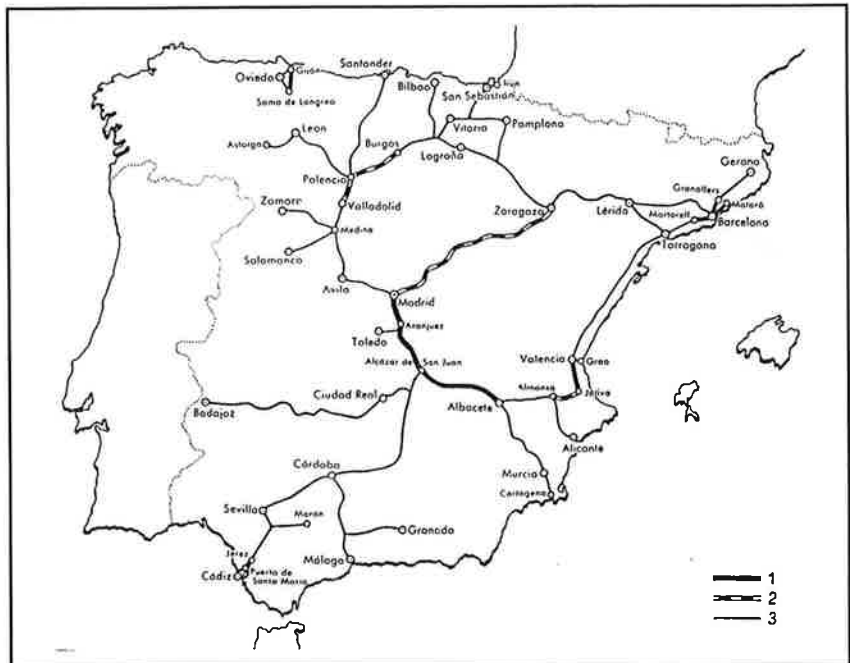 Santander
Gijón
Oviedo
Sama de Langreo
Bilbao
San Sebastián
Irún
León
Astorga
Burgos
Vitoria
Pamplona
Logroño
Palencia
Gerona
Granollers
Zamora
Valladolid
Zaragoza
Lérida
Martorell
Mataró
Barcelona
Medina
Tarragona
Salamanca
Avila
Madrid
Aranjuez
Toledo
Valencia
Grao
Alcázar de San Juan
Ciudad Real
Almansa
Játiva
Badajoz
Albacete
Alicante
Córdoba
Murcia
Cartagena
Sevilla
Morón
Granada
Jerez
Málaga
Cádiz
Puerto de
Santa María
1
2
3